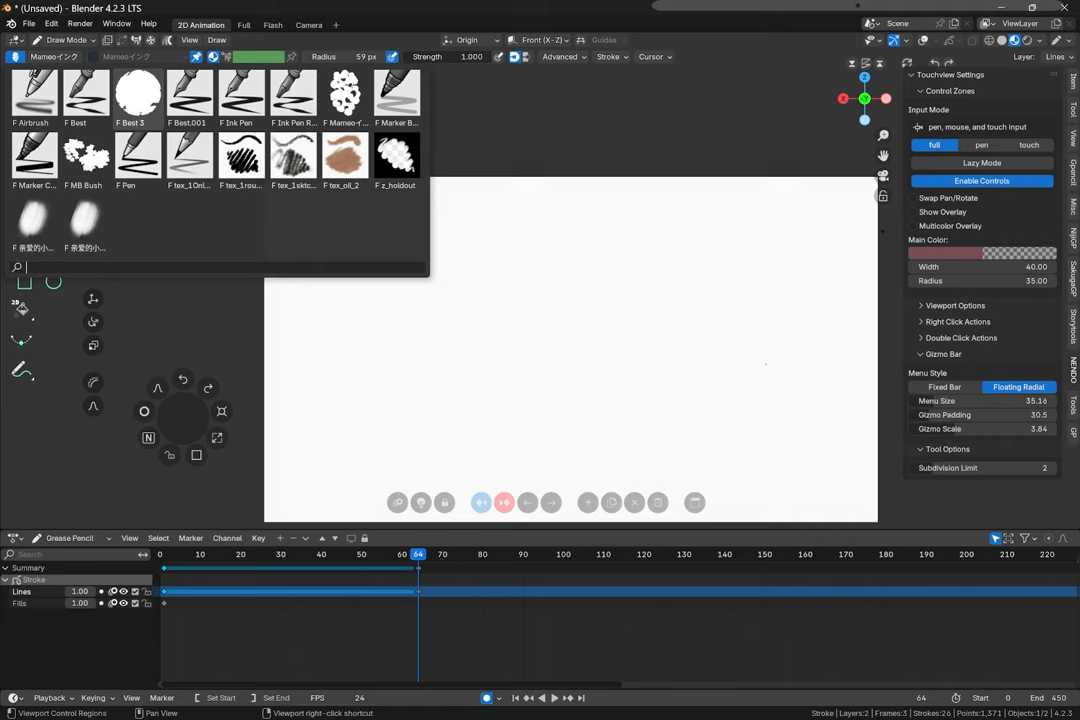 * (Unsaved) - Blender 4.2.3 LTS
File Edit Render Window Help
2D Animation Full Flash Camera +
Scene
ViewLayer
Draw Mode View Draw
Origin Front (X-Z) Guides
Mameoインク Mameoインク Radius 59 px Strength 1.000 Advanced Stroke Cursor Layer: Lines
F Airbrush F Best F Best 3 F Best.001 F Ink Pen F Ink Pen R... F Mameoイ... F Marker B...
F Marker C... F MB Bush F Pen F tex_1Onl... F tex_1rou... F tex_1sktc... F tex_oil_2 F z_holdout
F 亲爱的小... F 亲爱的小...
2D
N
X
Y
Z
Touchview Settings
Control Zones
Input Mode
pen, mouse, and touch input
full pen touch
Lazy Mode
Enable Controls
Swap Pan/Rotate
Show Overlay
Multicolor Overlay
Main Color:
Width 40.00
Radius 35.00
Viewport Options
Right Click Actions
Double Click Actions
Gizmo Bar
Menu Style
Fixed Bar Floating Radial
Menu Size 35.16
Gizmo Padding 30.5
Gizmo Scale 3.84
Tool Options
Subdivision Limit 2
Item
Tool
View
Gpencil
Misc
NijiGP
SakugaGP
Storytools
NENDO
Tools
GP
Grease Pencil View Select Marker Channel Key
Search
0 10 20 30 40 50 60 64 70 80 90 100 110 120 130 140 150 160 170 180 190 200 210 220
Summary
Stroke
Lines 1.00
Fills 1.00
Playback Keying View Marker [ Set Start ] Set End FPS 24 64 Start 0 End 450
Viewport Control Regions Pan View Viewport right-click shortcut Stroke | Layers:2 | Frames:3 | Strokes:26 | Points:1,371 | Objects:1/2 | 4.2.3